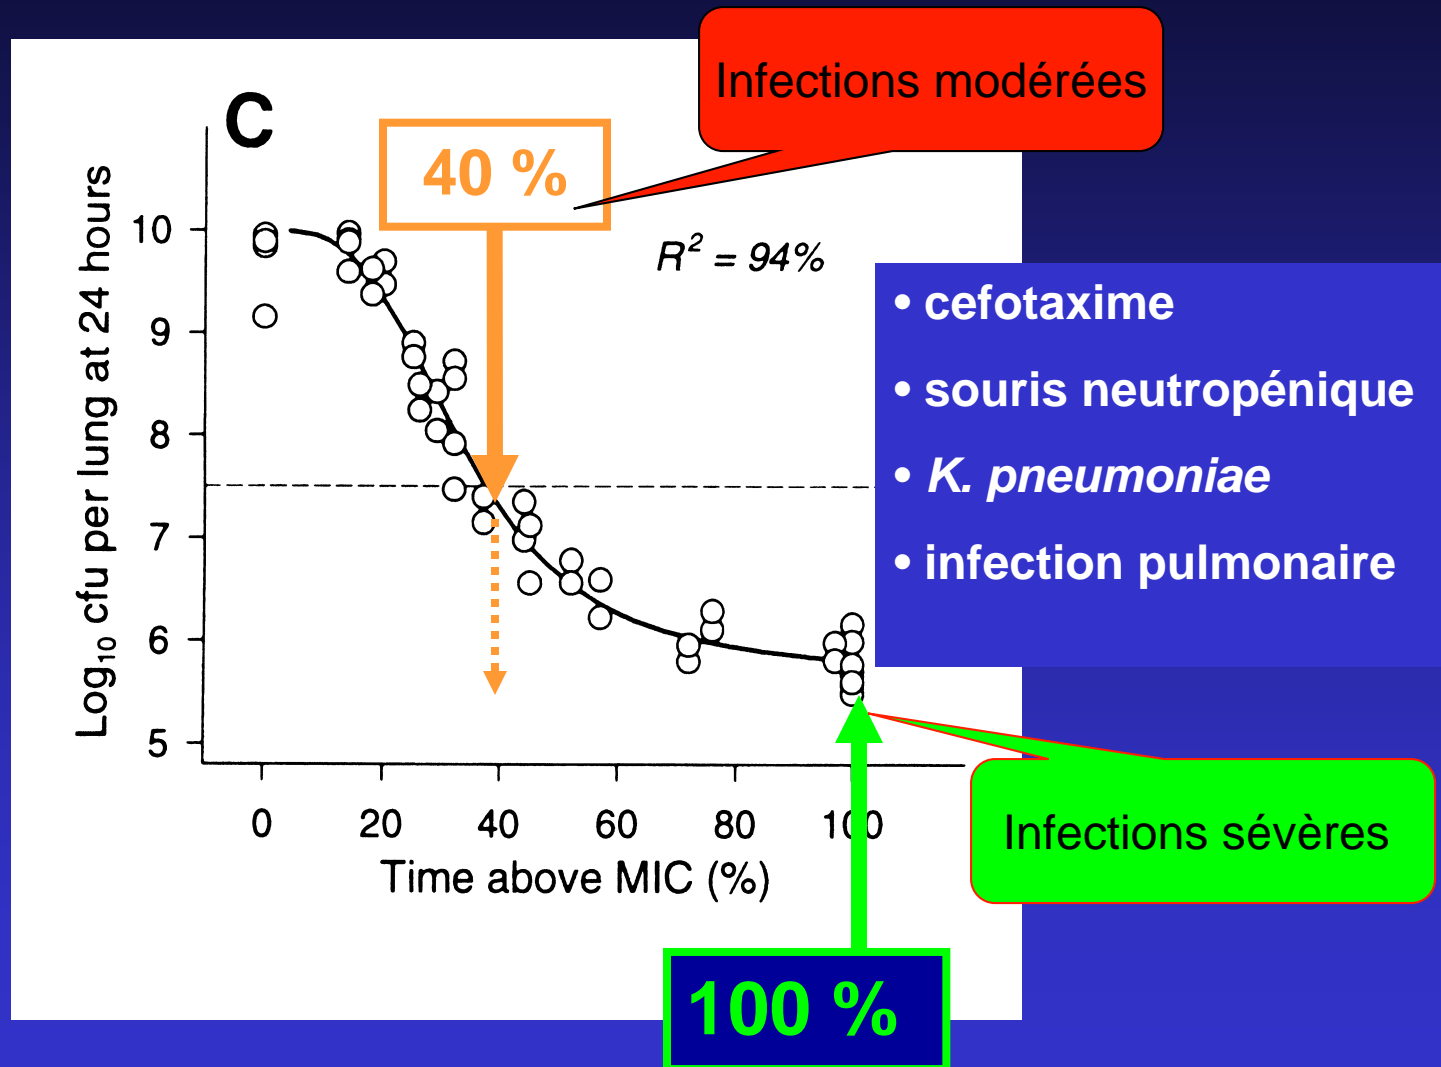 Infections modérées
C
40 %
R² = 94%
Log₁₀ cfu per lung at 24 hours
10
9
8
7
6
5
• cefotaxime
• souris neutropénique
• K. pneumoniae
• infection pulmonaire
0 20 40 60 80 100
Time above MIC (%)
Infections sévères
100 %